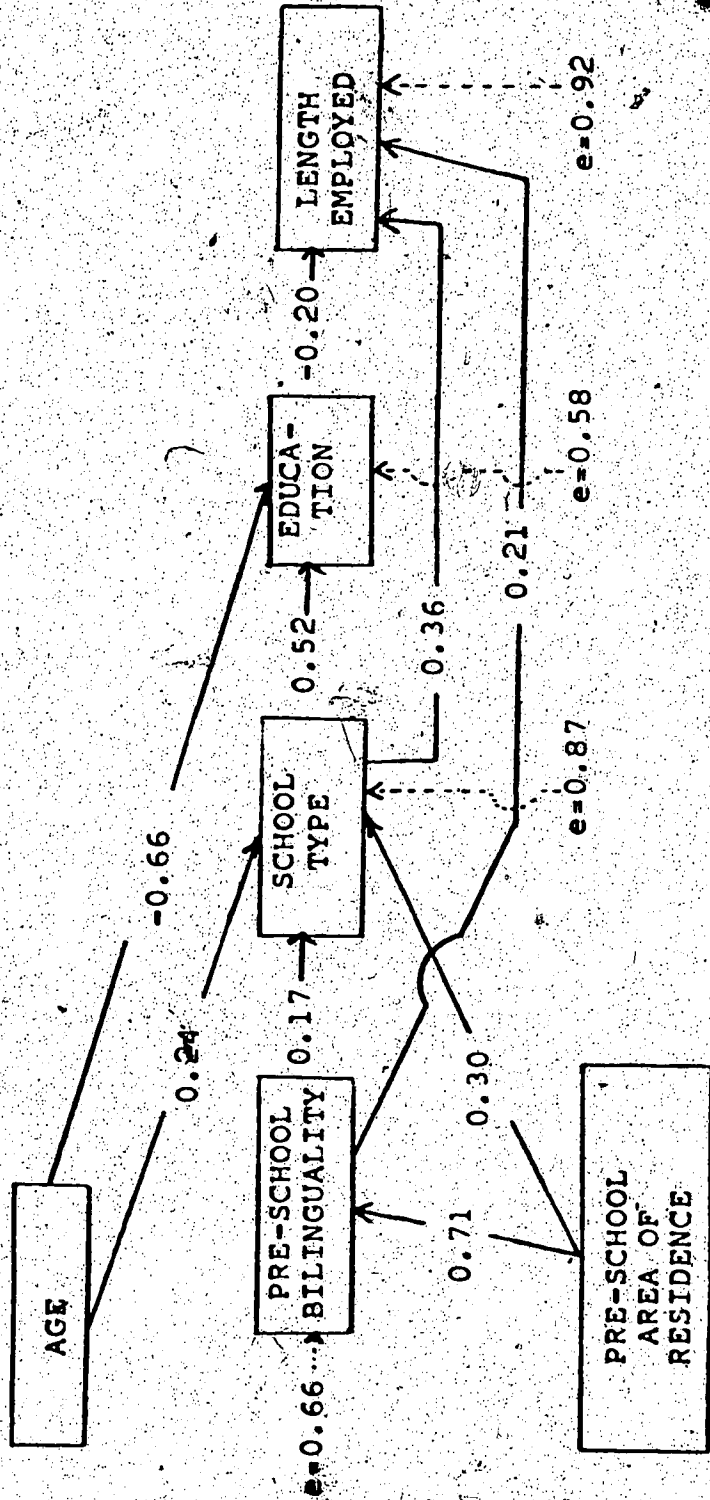 AGE
-0.66
0.24
e=0.66
PRE-SCHOOL
BILINGUALITY
0.17
SCHOOL
TYPE
0.52
EDUCA-
TION
-0.20
LENGTH
EMPLOYED
0.71
0.30
0.36
0.21
e=0.87
e=0.58
e=0.92
PRE-SCHOOL
AREA OF
RESIDENCE